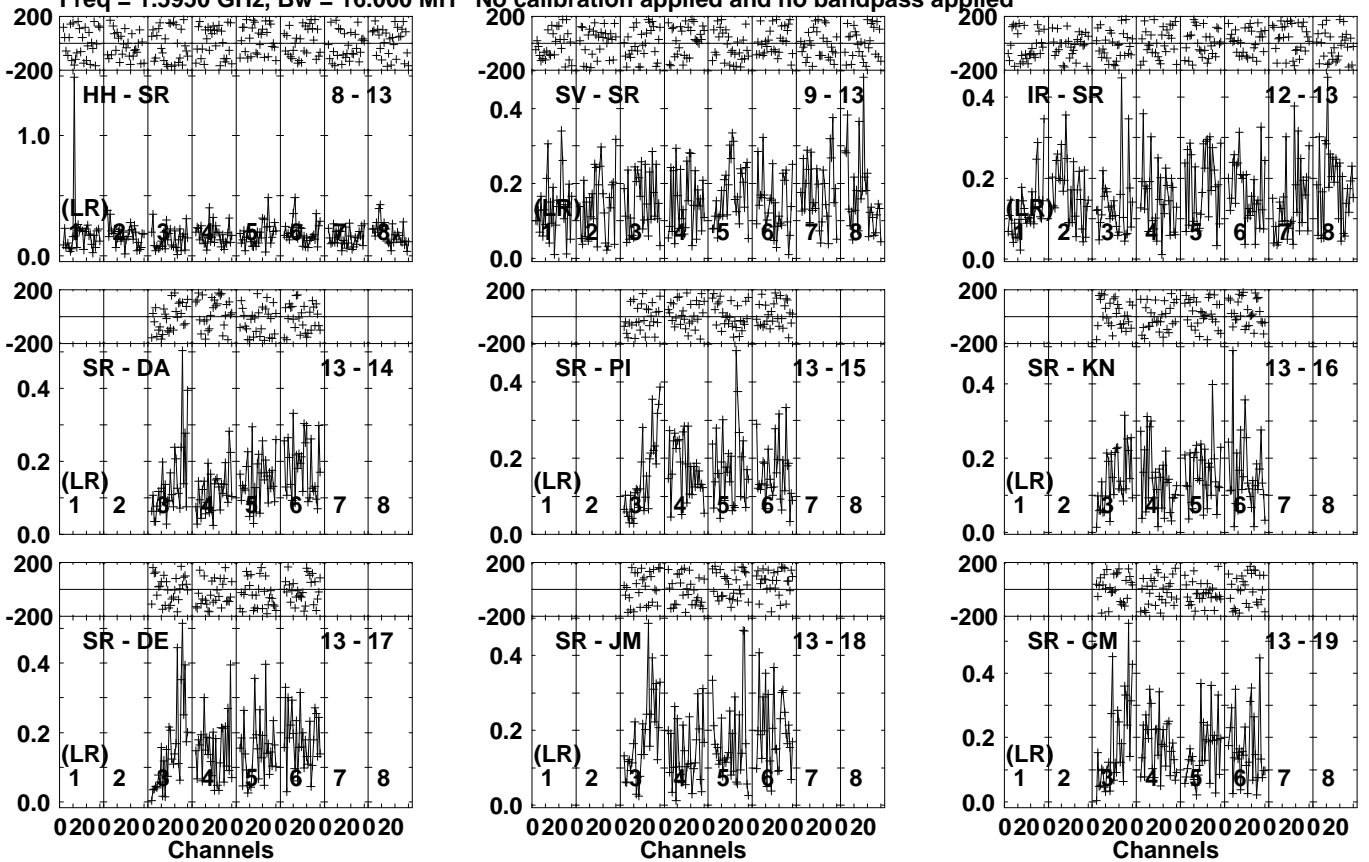 Freq = 1.5950 GHz, Bw = 16.000 MH No calibration applied and no bandpass applied
200 200
-200 -200 -200
HH - SR 8 - 13 SV - SR 9 - 13 IR - SR 12 - 13
1.0 0.4 0.4
0.2 0.2
(LR) (LR) (LR)
1 2 3 4 5 6 7 8 1 2 3 4 5 6 7 8 1 2 3 4 5 6 7 8
0.0 0.0 0.0
200 200 200
-200 -200 -200
SR - DA 13 - 14 SR - PI 13 - 15 SR - KN 13 - 16
0.4 0.4 0.4
0.2 0.2 0.2
(LR) (LR) (LR)
1 2 3 4 5 6 7 8 1 2 3 4 5 6 7 8 1 2 3 4 5 6 7 8
0.0 0.0 0.0
200 200 200
-200 -200 -200
SR - DE 13 - 17 SR - JM 13 - 18 SR - CM 13 - 19
0.4 0.4 0.4
0.2 0.2 0.2
(LR) (LR) (LR)
1 2 3 4 5 6 7 8 1 2 3 4 5 6 7 8 1 2 3 4 5 6 7 8
0.0 0.0 0.0
0 20 0 20 0 20 0 20 0 20 0 20 0 20 0 20 0 20 0 20 0 20 0 20 0 20 0 20 0 20 0 20 0 20 0 20 0 20 0 20 0 20 0 20 0 20 0 20
Channels Channels Channels